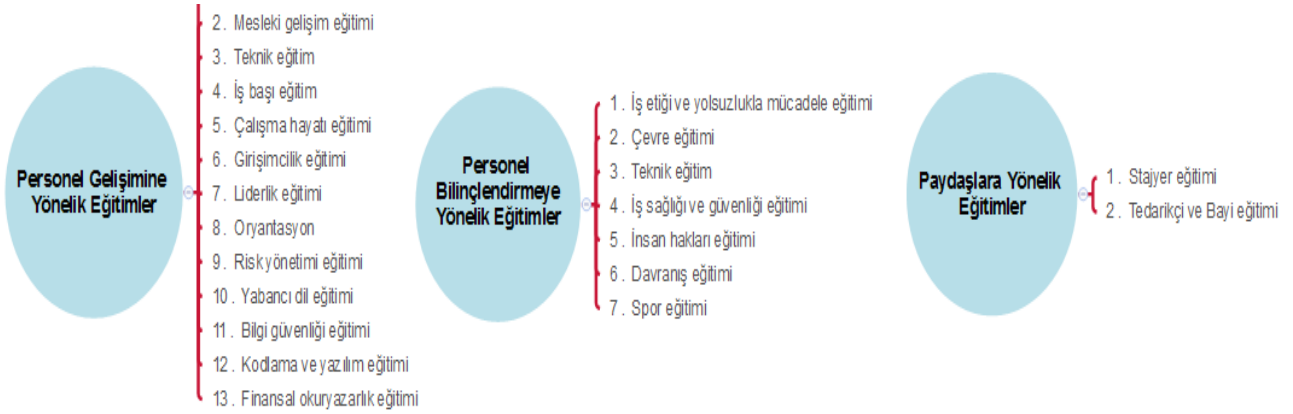 Personel Gelişimine
Yönelik Eğitimler
2. Mesleki gelişim eğitimi
3. Teknik eğitim
4. İş başı eğitim
5. Çalışma hayatı eğitimi
6. Girişimcilik eğitimi
7. Liderlik eğitimi
8. Oryantasyon
9. Risk yönetimi eğitimi
10. Yabancı dil eğitimi
11. Bilgi güvenliği eğitimi
12. Kodlama ve yazılım eğitimi
13. Finansal okuryazarlık eğitimi
Personel
Bilinçlendirmeye
Yönelik Eğitimler
1. İş etiği ve yolsuzlukla mücadele eğitimi
2. Çevre eğitimi
3. Teknik eğitim
4. İş sağlığı ve güvenliği eğitimi
5. İnsan hakları eğitimi
6. Davranış eğitimi
7. Spor eğitimi
Paydaşlara Yönelik
Eğitimler
1. Stajyer eğitimi
2. Tedarikçi ve Bayi eğitimi